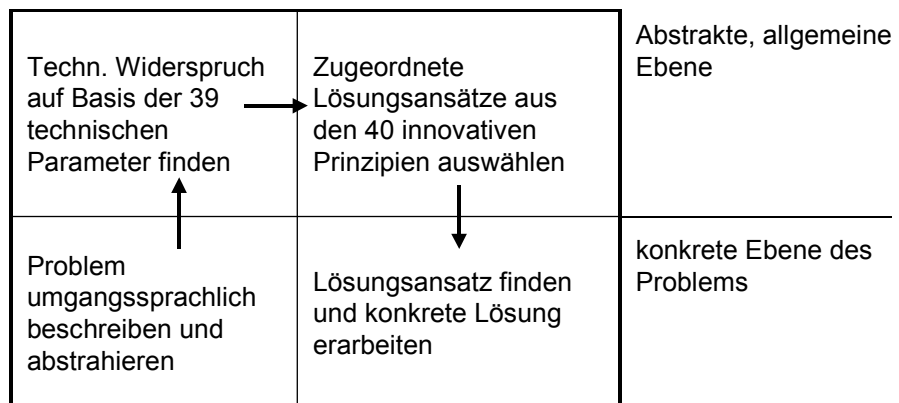 Techn. Widerspruch
auf Basis der 39
technischen
Parameter finden
Zugeordnete
Lösungsansätze aus
den 40 innovativen
Prinzipien auswählen
Abstrakte, allgemeine
Ebene
Problem
umgangssprachlich
beschreiben und
abstrahieren
Lösungsansatz finden
und konkrete Lösung
erarbeiten
konkrete Ebene des
Problems